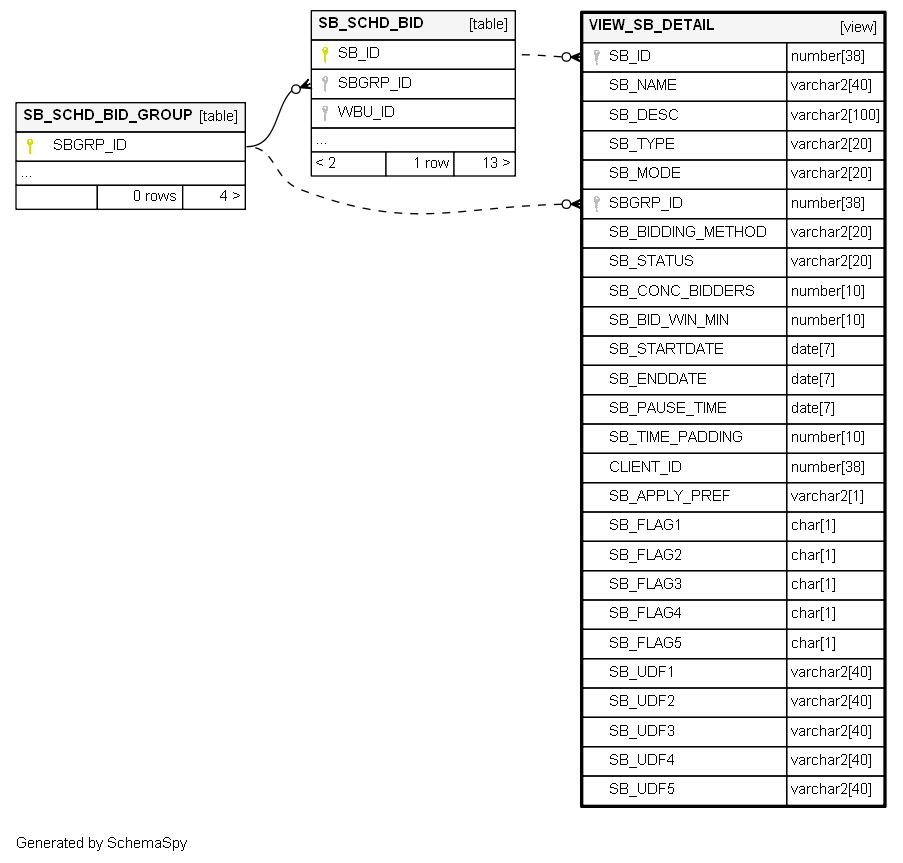 SB_SCHD_BID_GROUP [table]
SBGRP_ID
...
0 rows 4 >
SB_SCHD_BID [table]
SB_ID
SBGRP_ID
WBU_ID
...
< 2 1 row 13 >
VIEW_SB_DETAIL [view]
SB_ID number[38]
SB_NAME varchar2[40]
SB_DESC varchar2[100]
SB_TYPE varchar2[20]
SB_MODE varchar2[20]
SBGRP_ID number[38]
SB_BIDDING_METHOD varchar2[20]
SB_STATUS varchar2[20]
SB_CONC_BIDDERS number[10]
SB_BID_WIN_MIN number[10]
SB_STARTDATE date[7]
SB_ENDDATE date[7]
SB_PAUSE_TIME date[7]
SB_TIME_PADDING number[10]
CLIENT_ID number[38]
SB_APPLY_PREF varchar2[1]
SB_FLAG1 char[1]
SB_FLAG2 char[1]
SB_FLAG3 char[1]
SB_FLAG4 char[1]
SB_FLAG5 char[1]
SB_UDF1 varchar2[40]
SB_UDF2 varchar2[40]
SB_UDF3 varchar2[40]
SB_UDF4 varchar2[40]
SB_UDF5 varchar2[40]
Generated by SchemaSpy